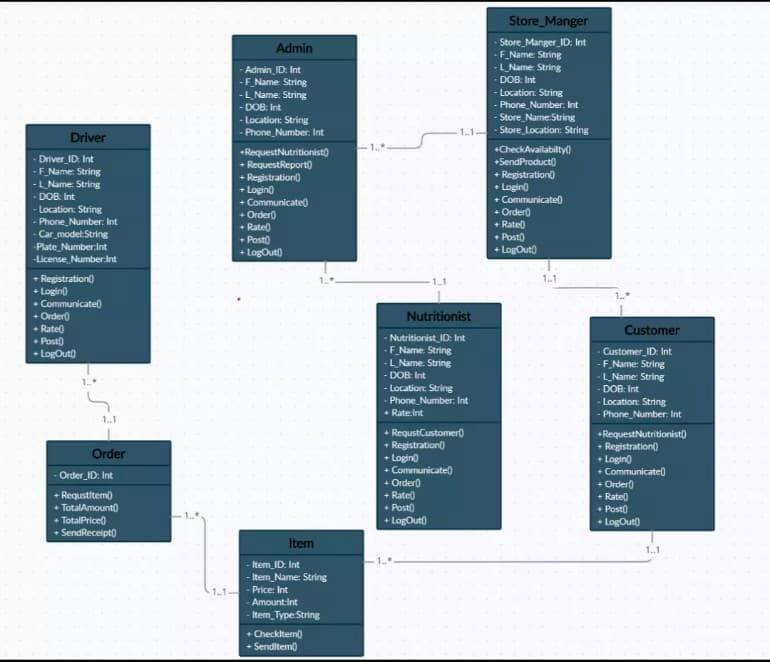 Store_Manger
- Store_Manger_ID: Int
- F_Name: String
- L_Name: String
- DOB: Int
- Location: String
- Phone_Number: Int
- Store_Name:String
- Store_Location: String
+CheckAvailabilty()
+SendProduct()
+ Registration()
+ Login()
+ Communicate()
+ Order()
+ Rate()
+ Post()
+ LogOut()
Admin
- Admin_ID: Int
- F_Name: String
- L_Name: String
- DOB: Int
- Location: String
- Phone_Number: Int
+RequestNutritionist()
+ RequestReport()
+ Registration()
+ Login()
+ Communicate()
+ Order()
+ Rate()
+ Post()
+ LogOut()
1..*
1..1
Driver
- Driver_ID: Int
- F_Name: String
- L_Name: String
- DOB: Int
- Location: String
- Phone_Number: Int
- Car_model:String
-Plate_Number:Int
-License_Number:Int
+ Registration()
+ Login()
+ Communicate()
+ Order()
+ Rate()
+ Post()
+ LogOut()
1..*
1..1
1..1
1..*
Nutritionist
- Nutritionist_ID: Int
- F_Name: String
- L_Name: String
- DOB: Int
- Location: String
- Phone_Number: Int
+ Rate:Int
+ RequstCustomer()
+ Registration()
+ Login()
+ Communicate()
+ Order()
+ Rate()
+ Post()
+ LogOut()
Customer
- Customer_ID: Int
- F_Name: String
- L_Name: String
- DOB: Int
- Location: String
- Phone_Number: Int
+RequestNutritionist()
+ Registration()
+ Login()
+ Communicate()
+ Order()
+ Rate()
+ Post()
+ LogOut()
1..*
1..1
Order
- Order_ID: Int
+ RequstItem()
+ TotalAmount()
+ TotalPrice()
+ SendReceipt()
1..*
1..1
Item
- Item_ID: Int
- Item_Name: String
- Price: Int
- Amount:Int
- Item_Type:String
+ CheckItem()
+ SendItem()
1..*
1..1